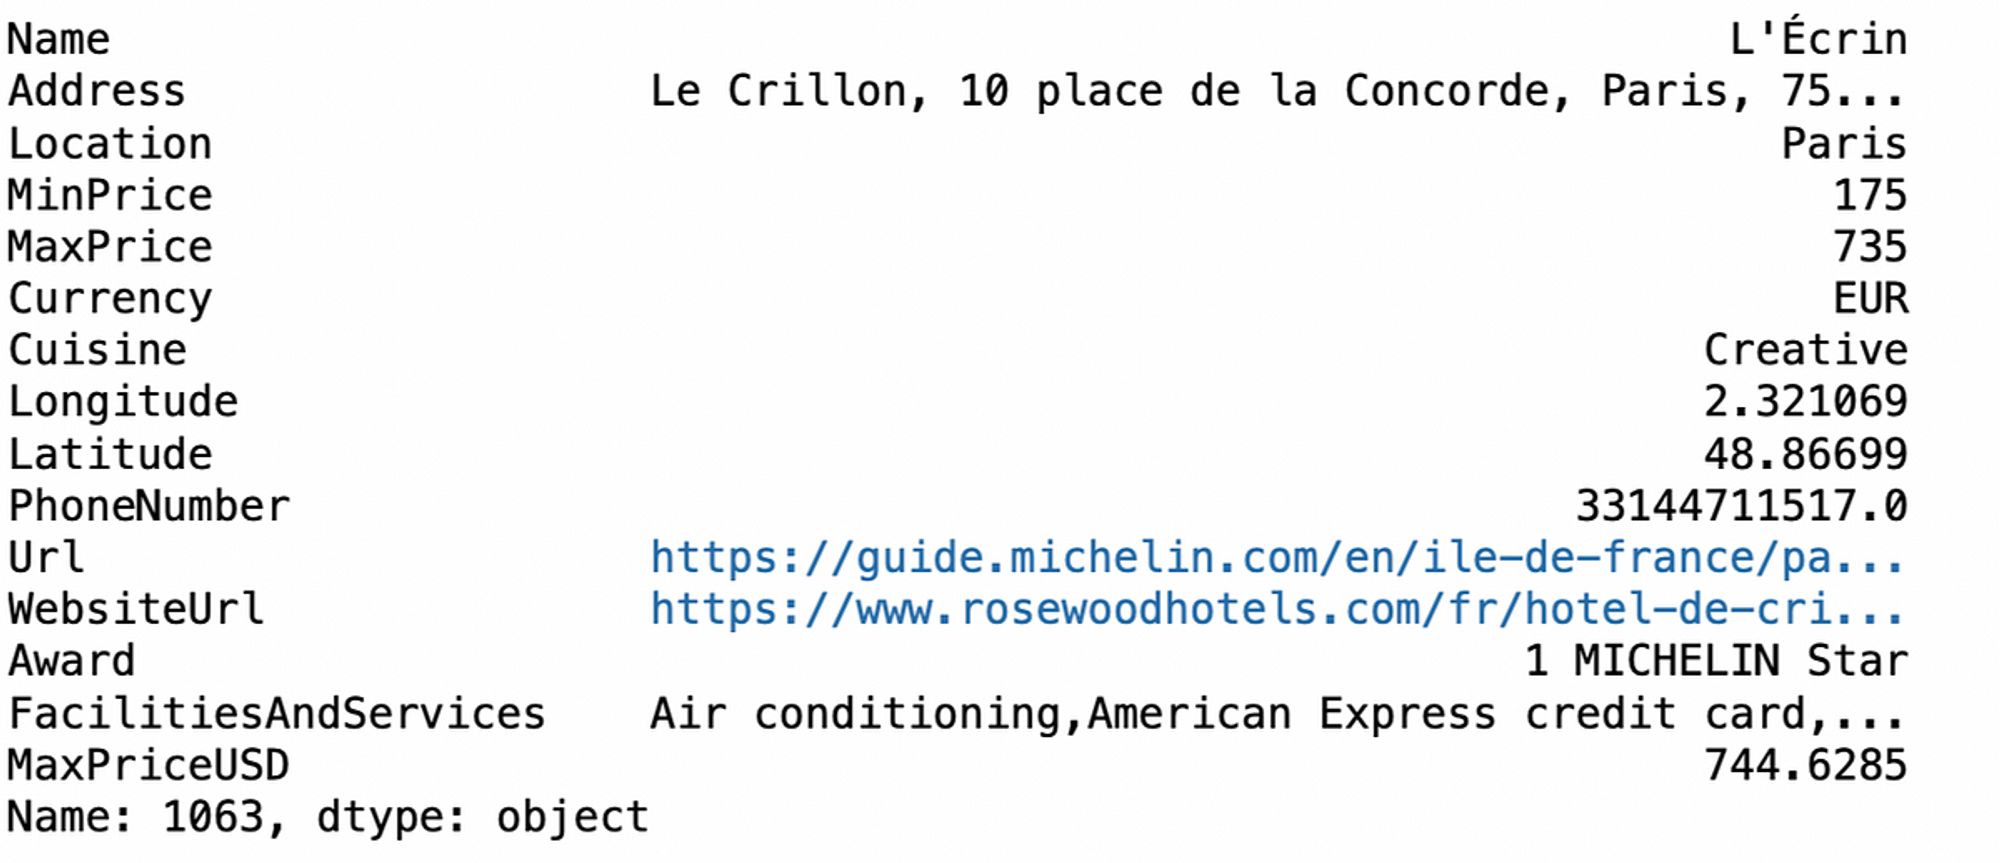 Name L'Écrin
Address Le Crillon, 10 place de la Concorde, Paris, 75...
Location Paris
MinPrice 175
MaxPrice 735
Currency EUR
Cuisine Creative
Longitude 2.321069
Latitude 48.86699
PhoneNumber 33144711517.0
Url https://guide.michelin.com/en/ile-de-france/pa...
WebsiteUrl https://www.rosewoodhotels.com/fr/hotel-de-cri...
Award 1 MICHELIN Star
FacilitiesAndServices Air conditioning,American Express credit card,...
MaxPriceUSD 744.6285
Name: 1063, dtype: object